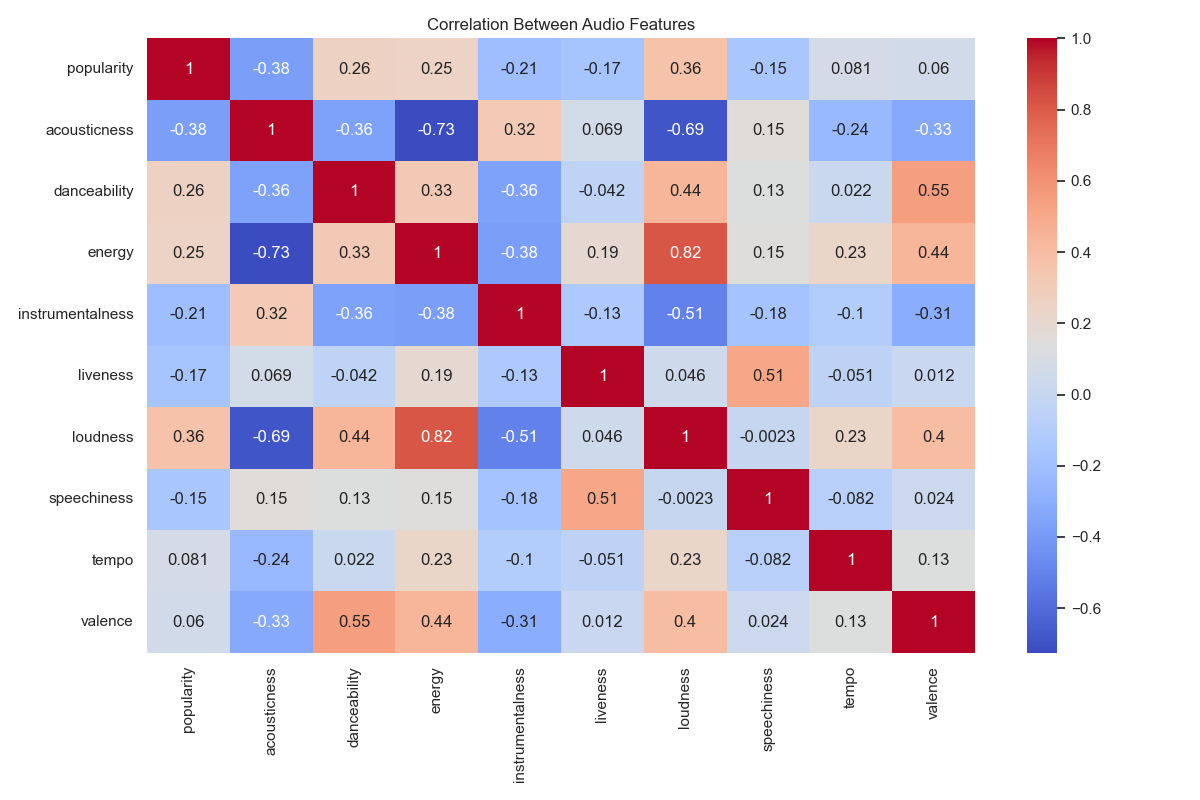 Correlation Between Audio Features
popularity 1 -0.38 0.26 0.25 -0.21 -0.17 0.36 -0.15 0.081 0.06
acousticness -0.38 1 -0.36 -0.73 0.32 0.069 -0.69 0.15 -0.24 -0.33
danceability 0.26 -0.36 1 0.33 -0.36 -0.042 0.44 0.13 0.022 0.55
energy 0.25 -0.73 0.33 1 -0.38 0.19 0.82 0.15 0.23 0.44
instrumentalness -0.21 0.32 -0.36 -0.38 1 -0.13 -0.51 -0.18 -0.1 -0.31
liveness -0.17 0.069 -0.042 0.19 -0.13 1 0.046 0.51 -0.051 0.012
loudness 0.36 -0.69 0.44 0.82 -0.51 0.046 1 -0.0023 0.23 0.4
speechiness -0.15 0.15 0.13 0.15 -0.18 0.51 -0.0023 1 -0.082 0.024
tempo 0.081 -0.24 0.022 0.23 -0.1 -0.051 0.23 -0.082 1 0.13
valence 0.06 -0.33 0.55 0.44 -0.31 0.012 0.4 0.024 0.13 1
popularity acousticness danceability energy instrumentalness liveness loudness speechiness tempo valence
1.0
0.8
0.6
0.4
0.2
0.0
−0.2
−0.4
−0.6